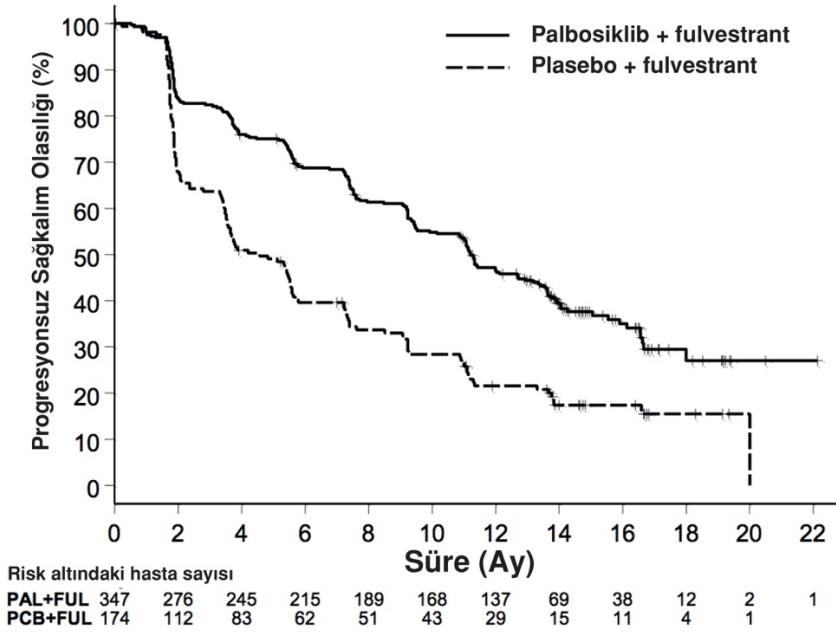 Palbosiklib + fulvestrant
Plasebo + fulvestrant
Progresyonsuz Sağkalım Olasılığı (%)
100
90
80
70
60
50
40
30
20
10
0
0 2 4 6 8 10 12 14 16 18 20 22
Süre (Ay)
Risk altındaki hasta sayısı
PAL+FUL 347 276 245 215 189 168 137 69 38 12 2 1
PCB+FUL 174 112 83 62 51 43 29 15 11 4 1